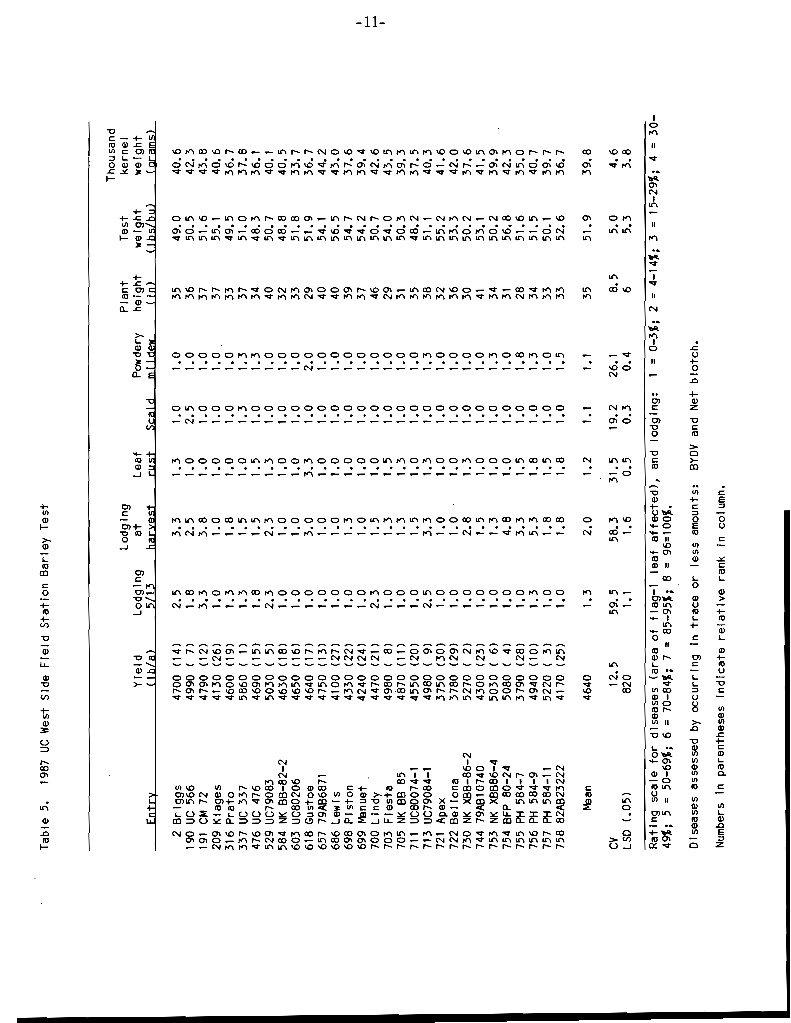 -11-
Table 5. 1987 UC West Side Field Station Barley Test
Thousand
Lodging Plant Test kernel
Yield Lodging at Leaf Powdery height weight weight
Entry (lb/a) 5/13 harvest rust Scald mildew (in) (lbs/bu) (grams)
2 Briggs 4700 (14) 2.5 3.3 1.3 1.0 1.0 35 49.0 40.6
190 UC 566 4990 ( 7) 1.8 2.5 1.0 2.5 1.0 36 50.5 42.3
191 CM 72 4790 (12) 3.3 3.8 1.0 1.0 1.0 37 51.6 43.8
209 Klages 4130 (26) 1.0 1.0 1.0 1.0 1.0 37 55.1 40.6
316 Prato 4600 (19) 1.3 1.8 1.0 1.0 1.0 33 49.5 36.7
337 UC 337 5860 ( 1) 1.3 1.5 1.0 1.3 1.3 37 51.0 37.8
476 UC 476 4690 (15) 1.8 1.5 1.5 1.0 1.3 34 48.3 36.1
529 UC79083 5030 ( 5) 2.3 2.3 1.3 1.0 1.0 40 50.7 40.1
584 NK BB-82-2 4630 (18) 1.0 1.0 1.0 1.0 1.0 32 48.8 40.5
603 UC80206 4650 (16) 1.0 1.0 1.0 1.0 1.0 33 51.8 33.7
618 Gustoe 4640 (17) 1.0 3.0 3.3 1.0 2.0 29 51.9 36.7
657 79AB6871 4750 (13) 1.0 1.0 1.0 1.0 1.0 40 54.1 44.2
686 Lewis 4100 (27) 1.0 1.0 1.0 1.0 1.0 40 56.5 43.0
698 Piston 4330 (22) 1.0 1.3 1.0 1.0 1.0 39 54.7 37.6
699 Menuet 4240 (24) 1.0 1.0 1.0 1.0 1.0 37 54.2 39.4
700 Lindy 4470 (21) 2.3 1.5 1.0 1.0 1.0 46 50.7 42.6
703 Fiesta 4980 ( 8) 1.0 1.3 1.5 1.0 1.0 29 54.0 43.5
705 NK BB 85 4870 (11) 1.0 1.3 1.3 1.0 1.0 31 50.3 39.3
711 UC80074-1 4550 (20) 1.0 1.5 1.0 1.0 1.0 35 48.2 37.5
713 UC79084-1 4980 ( 9) 2.5 3.3 1.3 1.0 1.3 38 51.1 40.3
721 Apex 3750 (30) 1.0 1.0 1.0 1.0 1.0 32 55.2 41.6
722 Bellona 3780 (29) 1.0 1.0 1.0 1.0 1.0 36 53.3 42.0
730 NK XBB-86-2 5270 ( 2) 1.0 2.8 1.3 1.0 1.0 30 50.2 37.6
744 79AB10740 4300 (23) 1.0 1.5 1.0 1.0 1.0 41 53.1 41.5
753 NK XBB86-4 5030 ( 6) 1.0 1.3 1.0 1.0 1.3 34 50.2 39.9
754 BFP 80-24 5080 ( 4) 1.0 4.8 1.0 1.0 1.0 31 56.8 42.3
755 PH 584-7 3790 (28) 1.0 3.3 1.5 1.0 1.8 28 51.6 35.0
756 PH 584-9 4940 (10) 1.3 5.3 1.8 1.0 1.3 34 51.5 40.7
757 PH 584-11 5220 ( 3) 1.0 1.8 1.5 1.0 1.0 33 50.1 39.7
758 82AB23222 4170 (25) 1.0 1.8 1.8 1.0 1.5 33 52.6 36.7
Mean 4640 1.3 2.0 1.2 1.1 1.1 35 51.9 39.8
CV 12.5 59.5 58.3 31.5 19.2 26.1 8.5 5.0 4.6
LSD (.05) 820 1.1 1.6 0.5 0.3 0.4 6 5.3 3.8
Rating scale for diseases (area of flag-1 leaf affected), and lodging: 1 = 0-3%; 2 = 4-14%; 3 = 15-29%; 4 = 30-
49%; 5 = 50-69%; 6 = 70-84%; 7 = 85-95%; 8 = 96=100%.
Diseases assessed by occurring in trace or less amounts: BYDV and Net blotch.
Numbers in parentheses indicate relative rank in column.